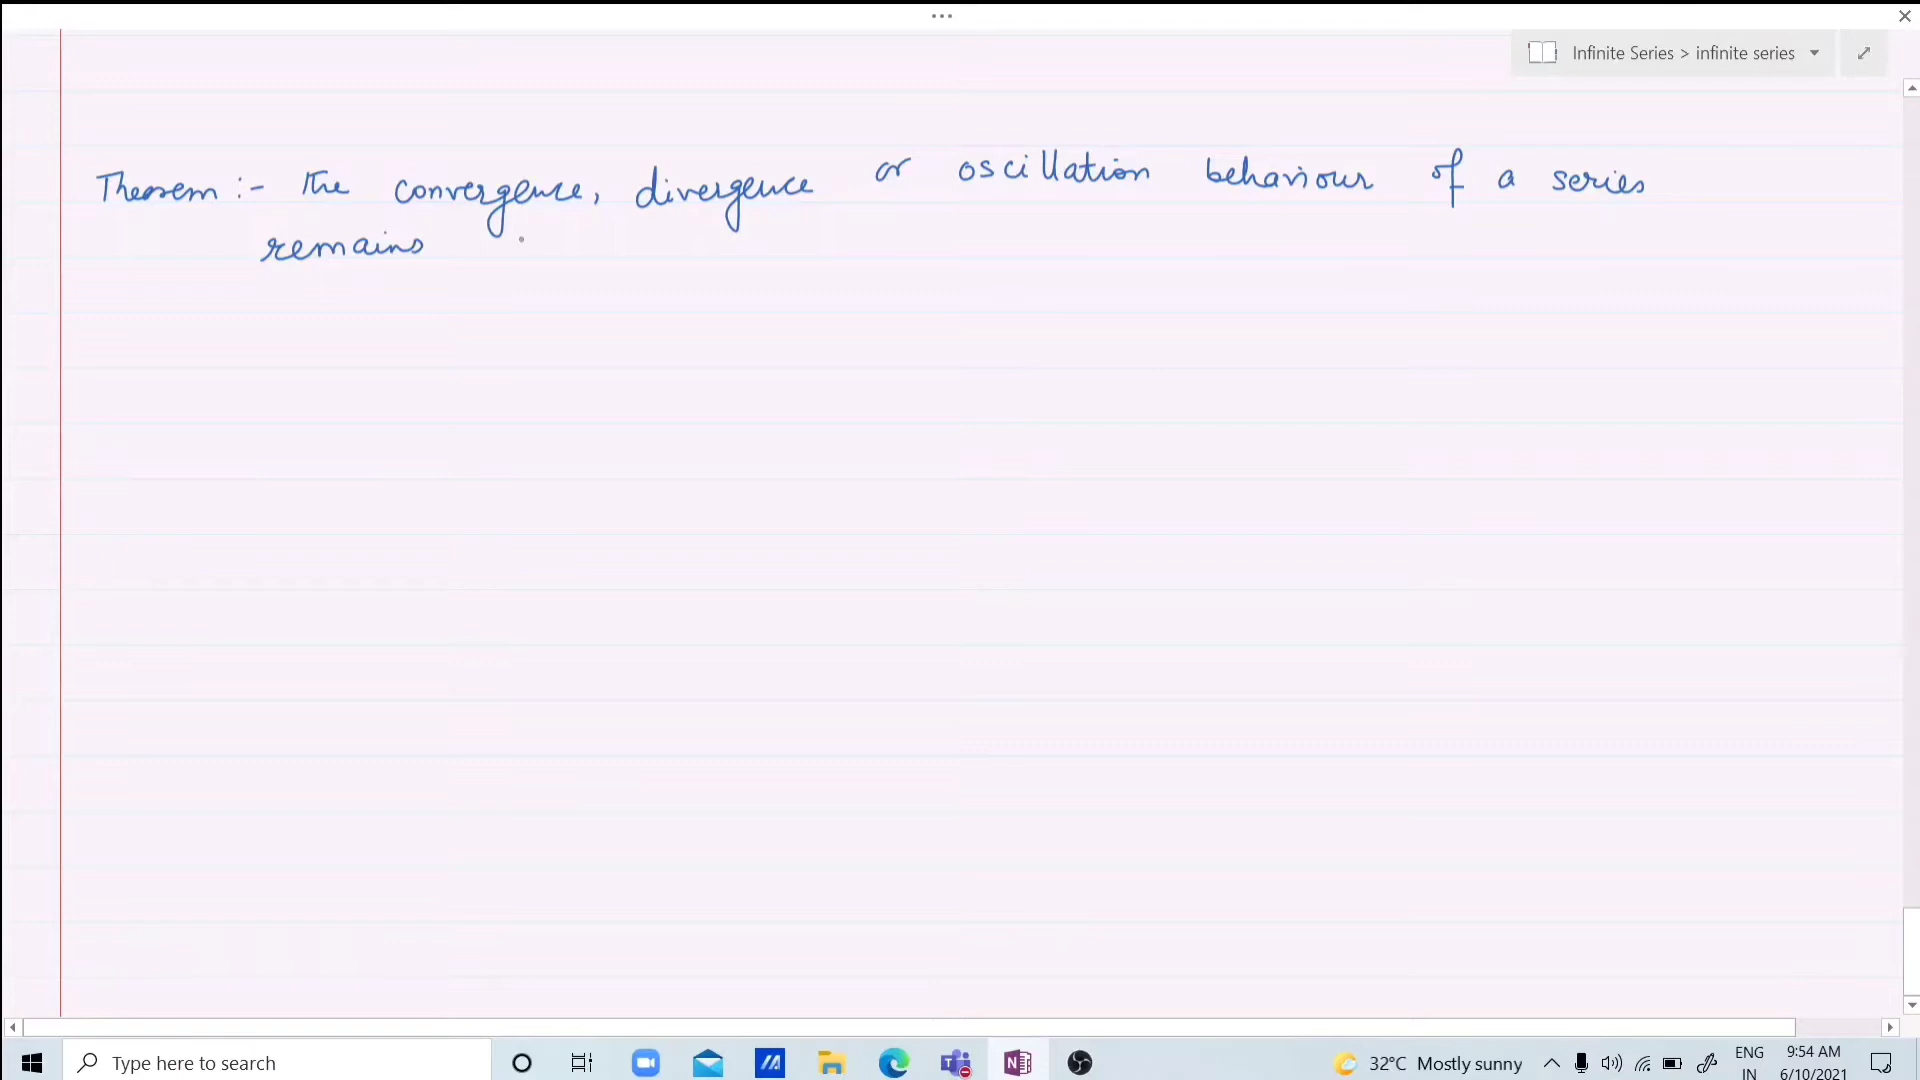 Infinite Series > infinite series
Theorem :- the convergence, divergence or oscillation behaviour of a series
remains
Type here to search
32°C Mostly sunny
ENG
IN
9:54 AM
6/10/2021